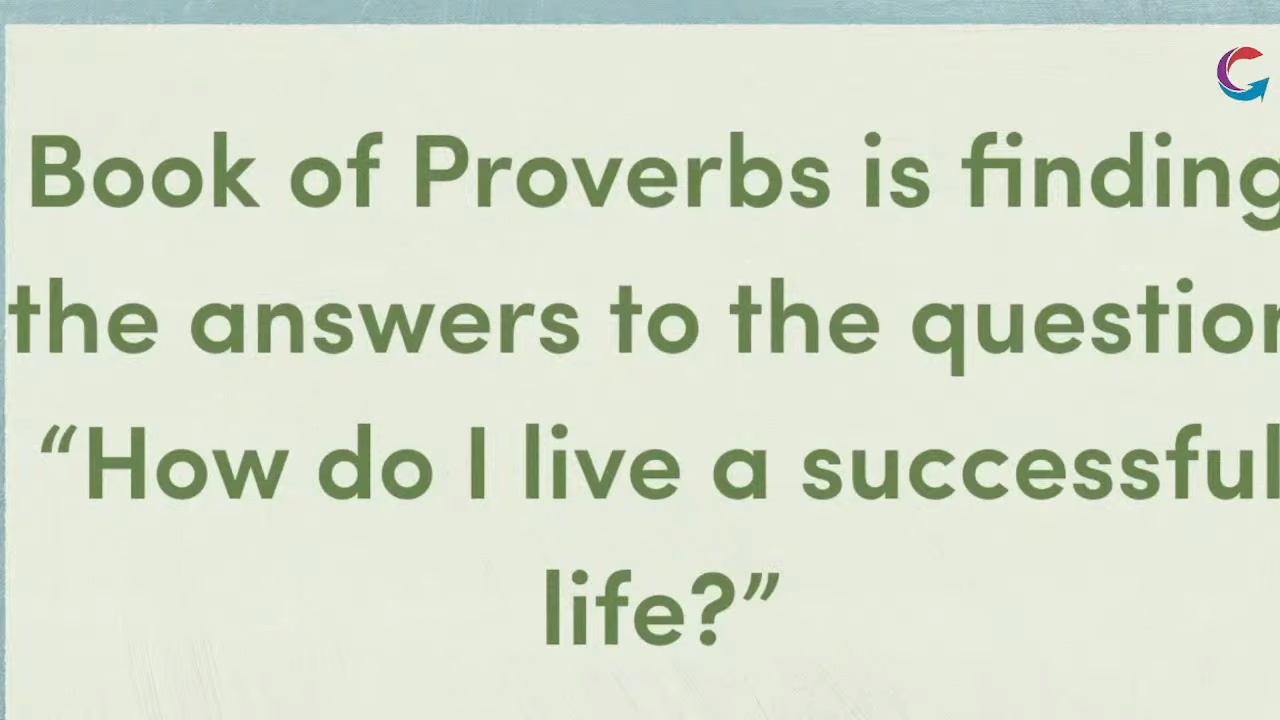 Book of Proverbs is finding
the answers to the question
“How do I live a successful
life?”